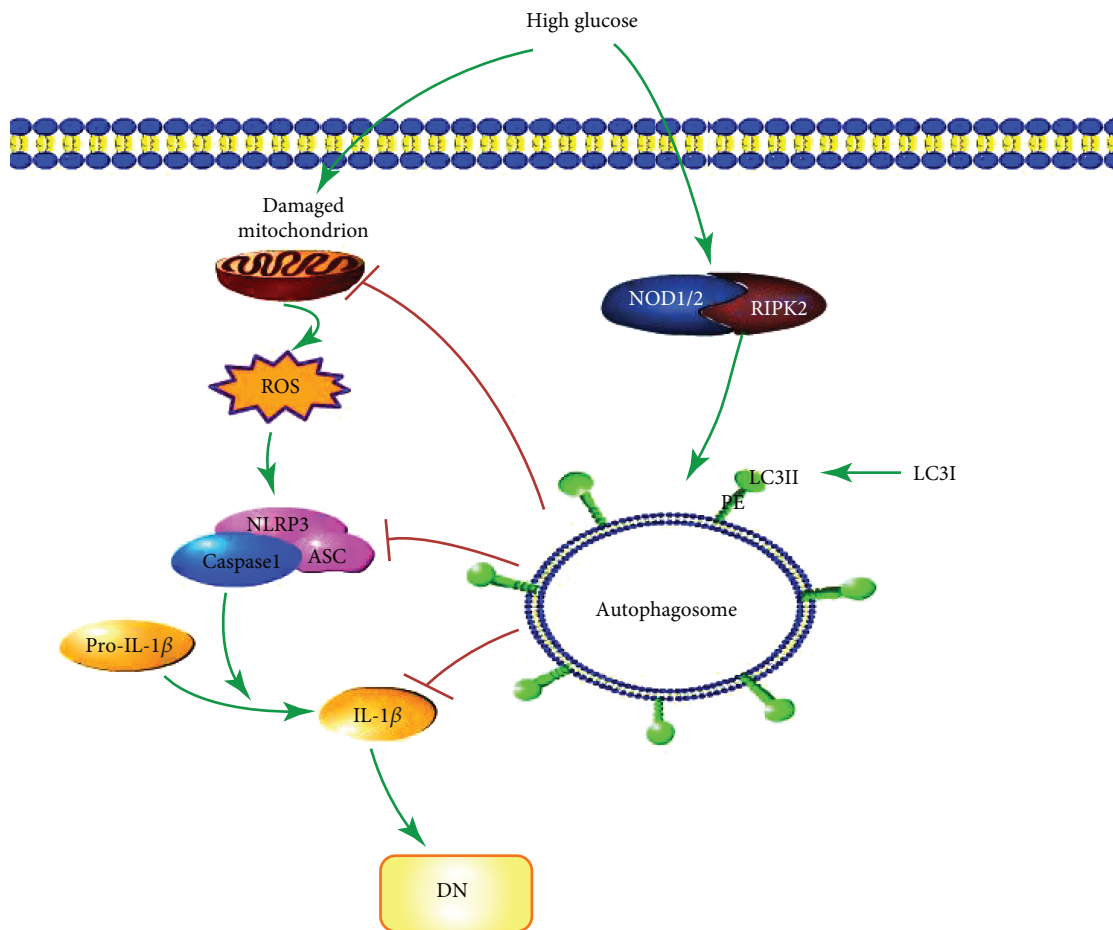 High glucose
Damaged
mitochondrion
NOD1/2
RIPK2
ROS
LC3II
LC3I
PE
NLRP3
Caspase1
ASC
Autophagosome
Pro-IL-1β
IL-1β
DN